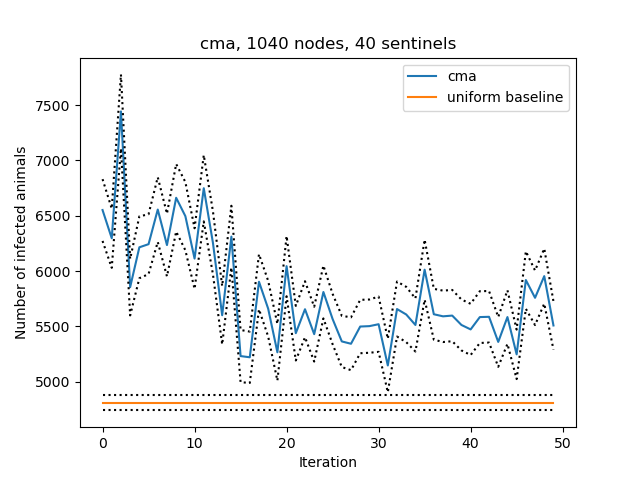 cma, 1040 nodes, 40 sentinels
cma
uniform baseline
Number of infected animals
7500
7000
6500
6000
5500
5000
0 10 20 30 40 50
Iteration